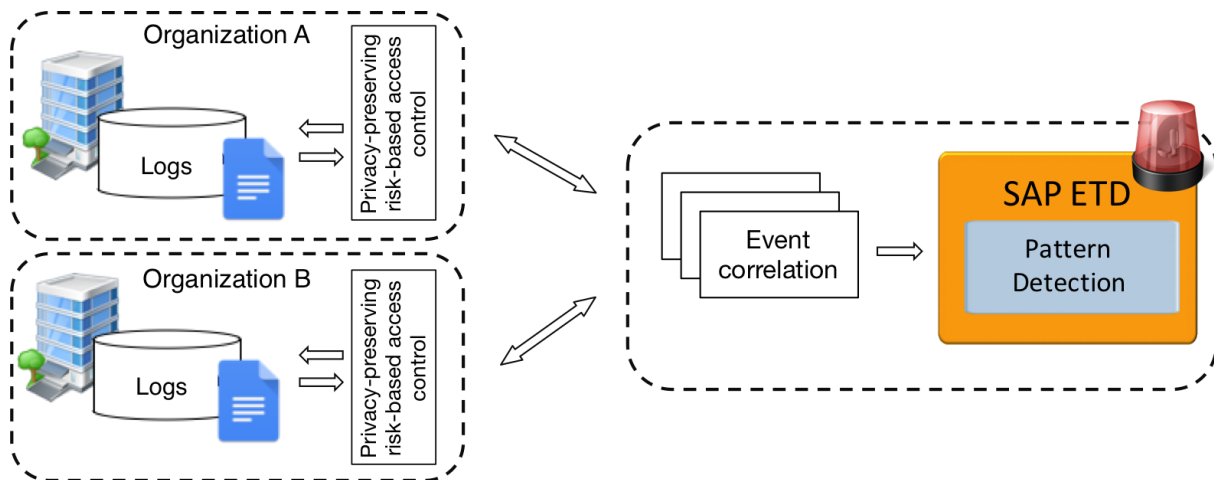 Organization A
Logs
Privacy-preserving
risk-based access
control
Organization B
Logs
Privacy-preserving
risk-based access
control
Event
correlation
SAP ETD
Pattern
Detection